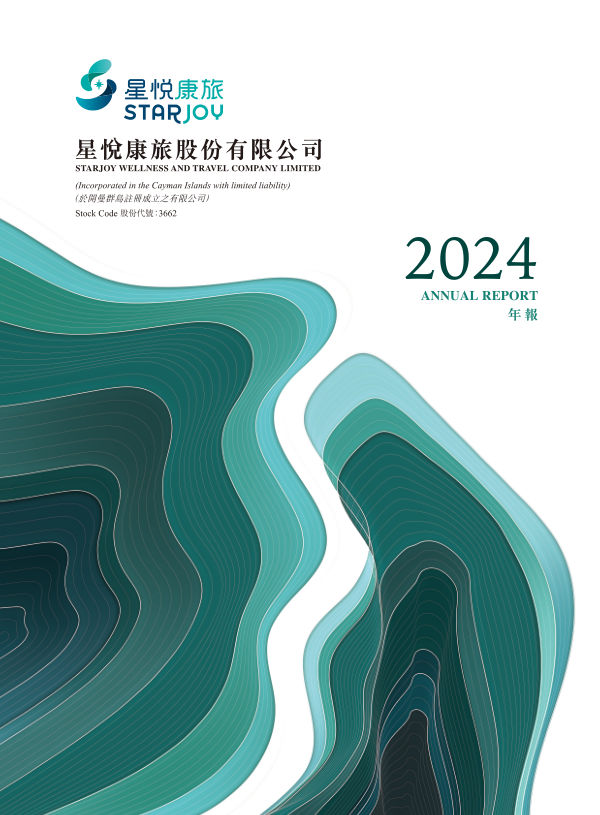 星悦康旅
STARJOY
星悅康旅股份有限公司
STARJOY WELLNESS AND TRAVEL COMPANY LIMITED
(Incorporated in the Cayman Islands with limited liability)
(於開曼群島註冊成立之有限公司)
Stock Code 股份代號：3662
2024
ANNUAL REPORT
年報